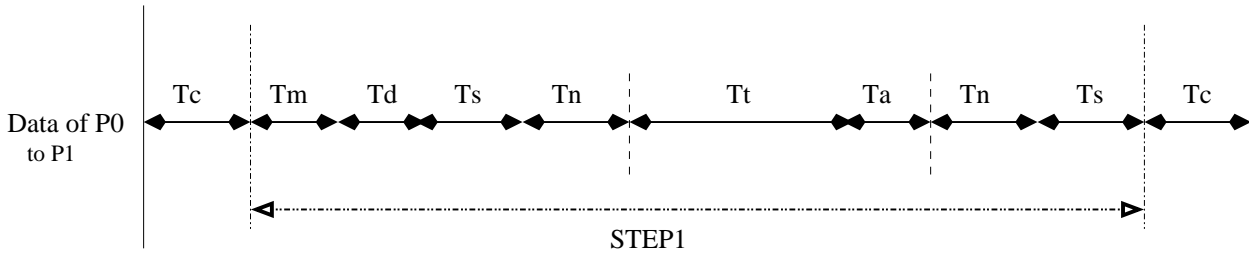 Tc Tm Td Ts Tn Tt Ta Tn Ts Tc
Data of P0
to P1
STEP1